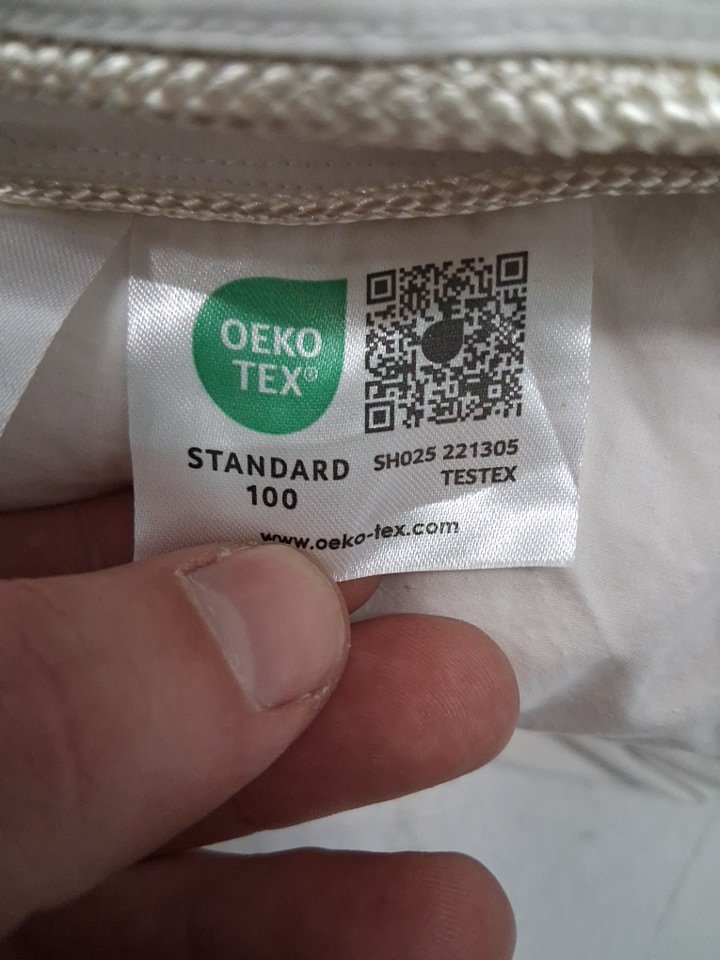 OEKO
TEX®
STANDARD
100
SH025 221305
TESTEX
www.oeko-tex.com